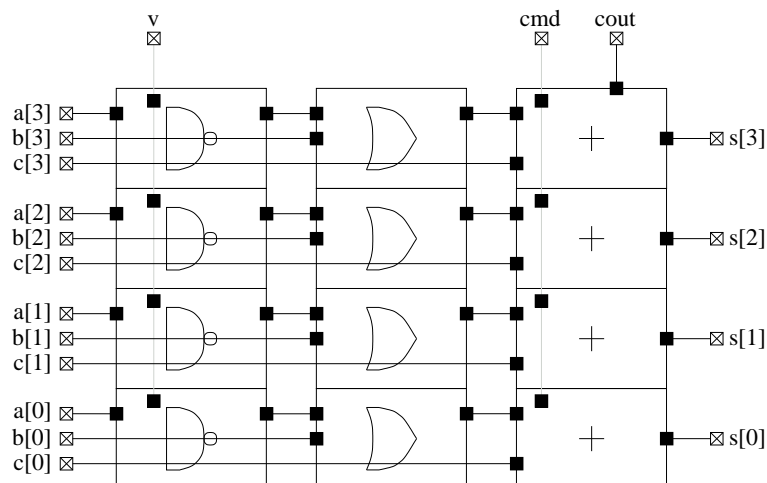 v cmd cout
a[3]
b[3] s[3]
c[3]
a[2]
b[2] s[2]
c[2]
a[1]
b[1] s[1]
c[1]
a[0]
b[0] s[0]
c[0]